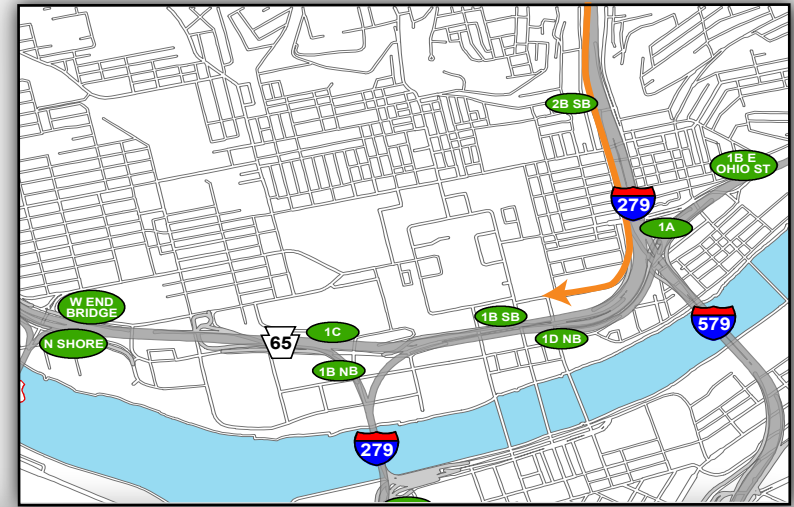 2B SB
1B E
OHIO ST
279
1A
W END
BRIDGE
1B SB
579
1C
65
N SHORE
1D NB
1B NB
279